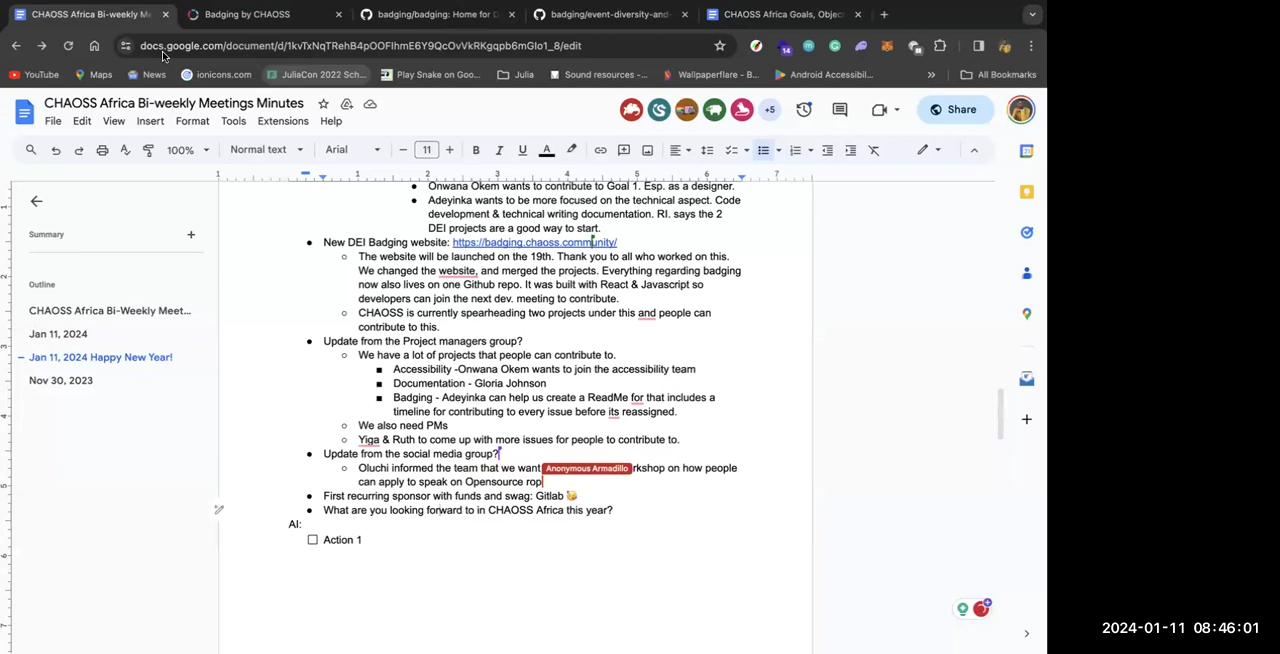 CHAOSS Africa Bi-weekly Me
Badging by CHAOSS
badging/badging: Home for D
badging/event-diversity-and-
CHAOSS Africa Goals, Object
docs.google.com/document/d/1kvTxNqTRehB4pOOFIhmE6Y9QcOvVkRKgqpb6mGIo1_8/edit
14
YouTube
Maps
News
ionicons.com
JuliaCon 2022 Sch...
Play Snake on Goo...
Julia
Sound resources -...
Wallpaperflare - B...
Android Accessibil...
»
All Bookmarks
CHAOSS Africa Bi-weekly Meetings Minutes
+5
Share
File Edit View Insert Format Tools Extensions Help
100% Normal text Arial 11 B I U A
1 1 2 3 4 5 6 7
Summary
Outline
CHAOSS Africa Bi-Weekly Meet...
Jan 11, 2024
Jan 11, 2024 Happy New Year!
Nov 30, 2023
● Onwana Okem wants to contribute to Goal 1. Esp. as a designer.
● Adeyinka wants to be more focused on the technical aspect. Code
development & technical writing documentation. RI. says the 2
DEI projects are a good way to start.
● New DEI Badging website: https://badging.chaoss.community/
○ The website will be launched on the 19th. Thank you to all who worked on this.
We changed the website, and merged the projects. Everything regarding badging
now also lives on one Github repo. It was built with React & Javascript so
developers can join the next dev. meeting to contribute.
○ CHAOSS is currently spearheading two projects under this and people can
contribute to this.
● Update from the Project managers group?
○ We have a lot of projects that people can contribute to.
■ Accessibility -Onwana Okem wants to join the accessibility team
■ Documentation - Gloria Johnson
■ Badging - Adeyinka can help us create a ReadMe for that includes a
timeline for contributing to every issue before its reassigned.
○ We also need PMs
○ Yiga & Ruth to come up with more issues for people to contribute to.
● Update from the social media group?
○ Oluchi informed the team that we want Anonymous Armadillo rkshop on how people
can apply to speak on Opensource rop
● First recurring sponsor with funds and swag: Gitlab 🥳
● What are you looking forward to in CHAOSS Africa this year?
AI:
Action 1
2024-01-11 08:46:01